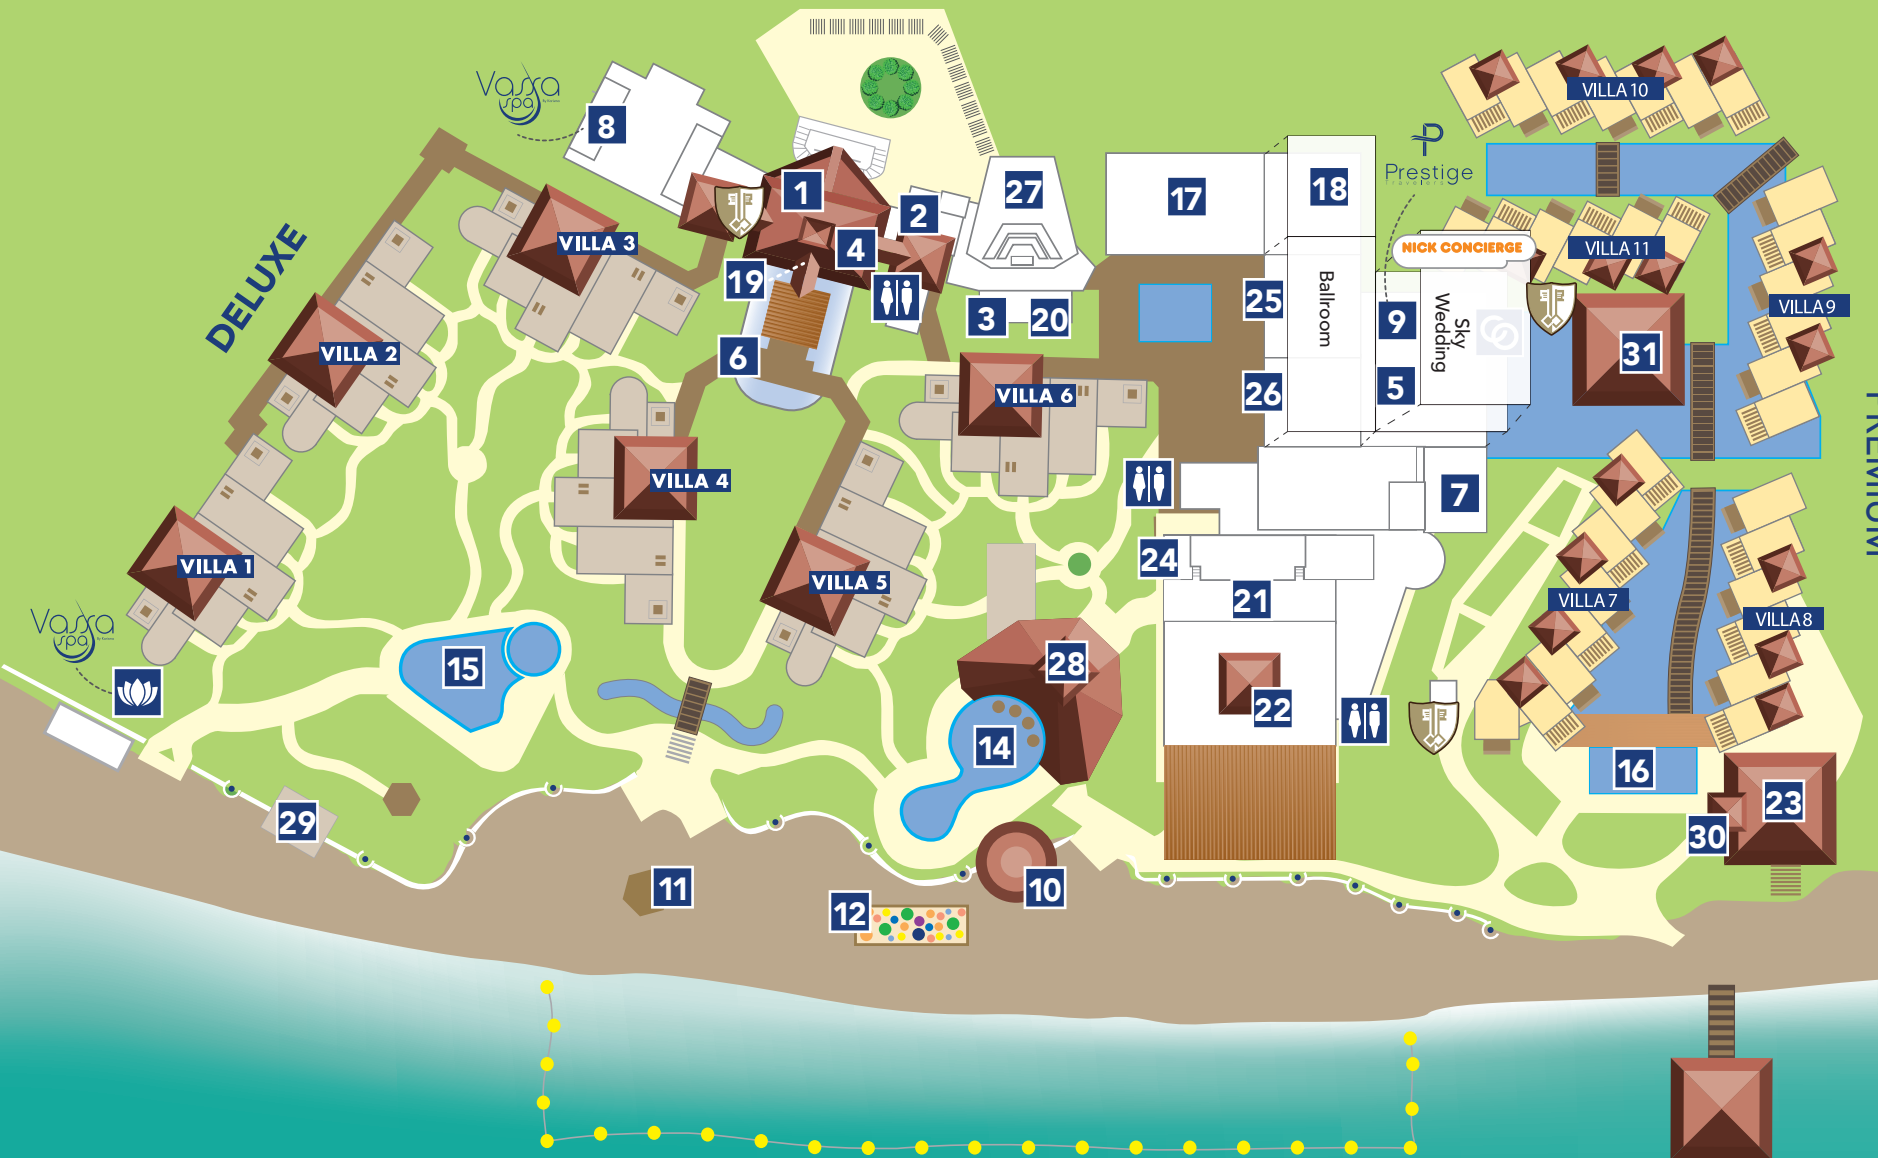 VILLA 10
Vassa
spa
8
Prestige
Travelers
27
17
18
1
2
NICK CONCIERGE
VILLA 11
VILLA 3
4
DELUXE
19
25
Ballroom
9
Sky
Wedding
VILLA 9
3
20
6
31
VILLA 2
26
5
VILLA 6
VILLA 4
7
24
VILLA 1
VILLA 5
21
VILLA 7
VILLA 8
Vassa
spa
15
28
22
14
16
23
29
30
11
10
12